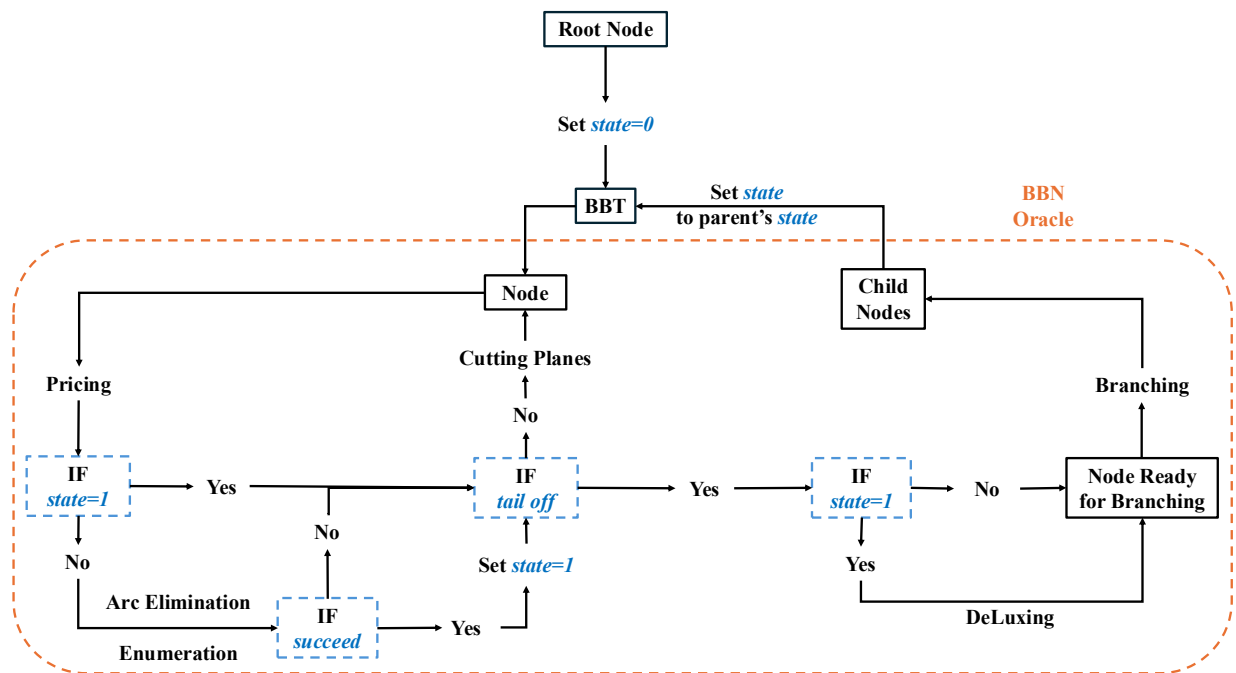 Root Node
Set state=0
BBT
Set state
to parent's state
BBN
Oracle
Node
Child
Nodes
Cutting Planes
Pricing
Branching
No
IF
state=1
Yes
IF
tail off
Yes
IF
state=1
No
Node Ready
for Branching
No
No
Set state=1
Yes
Arc Elimination
Enumeration
IF
succeed
Yes
DeLuxing